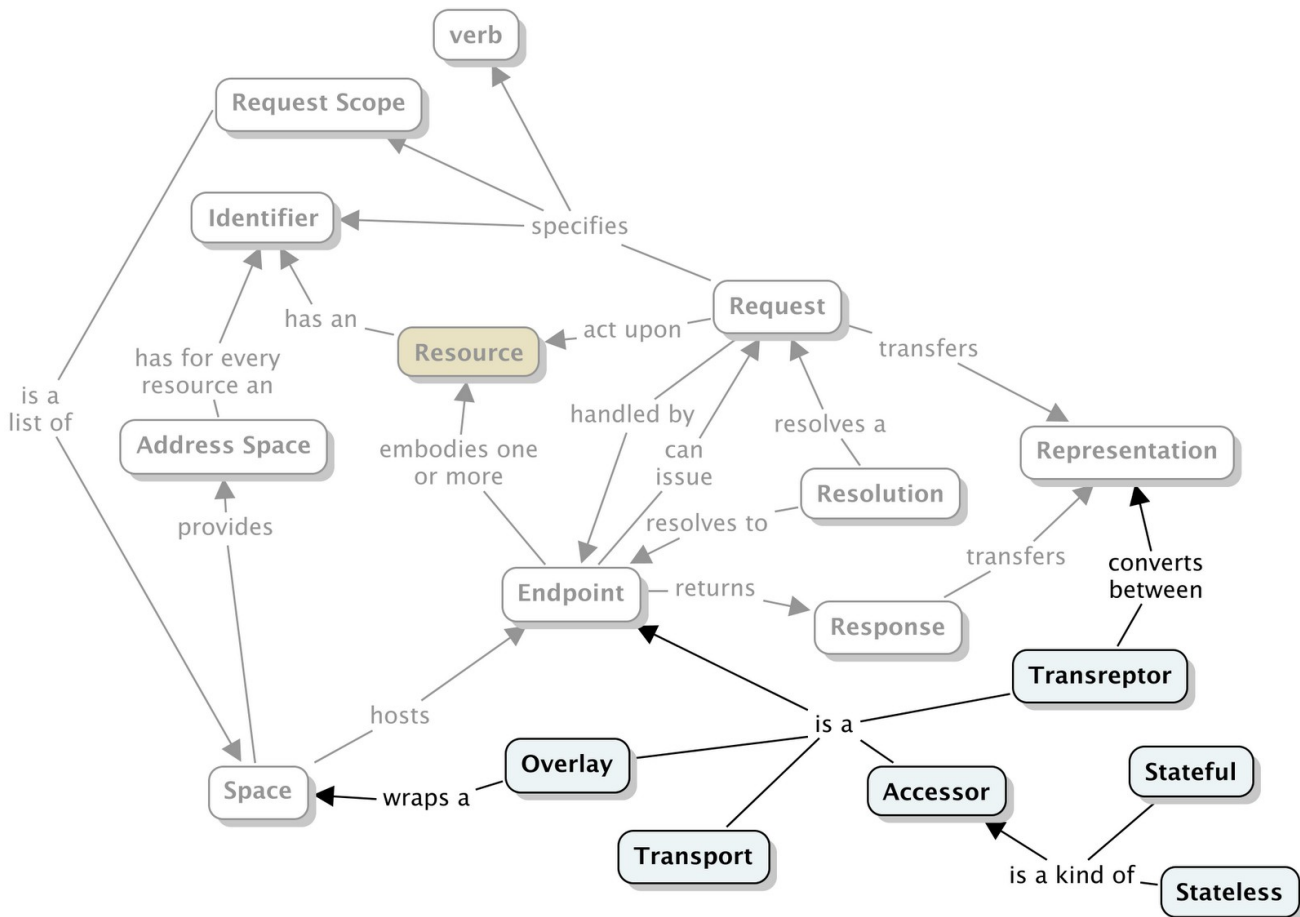 verb
Request Scope
Identifier
specifies
Request
has an
act upon
Resource
transfers
has for every
resource an
is a
list of
handled by
can
issue
resolves a
Address Space
embodies one
or more
Representation
Resolution
provides
resolves to
transfers
converts
between
Endpoint
returns
Response
Transreptor
hosts
is a
Overlay
Stateful
Space
wraps a
Accessor
Transport
is a kind of
Stateless